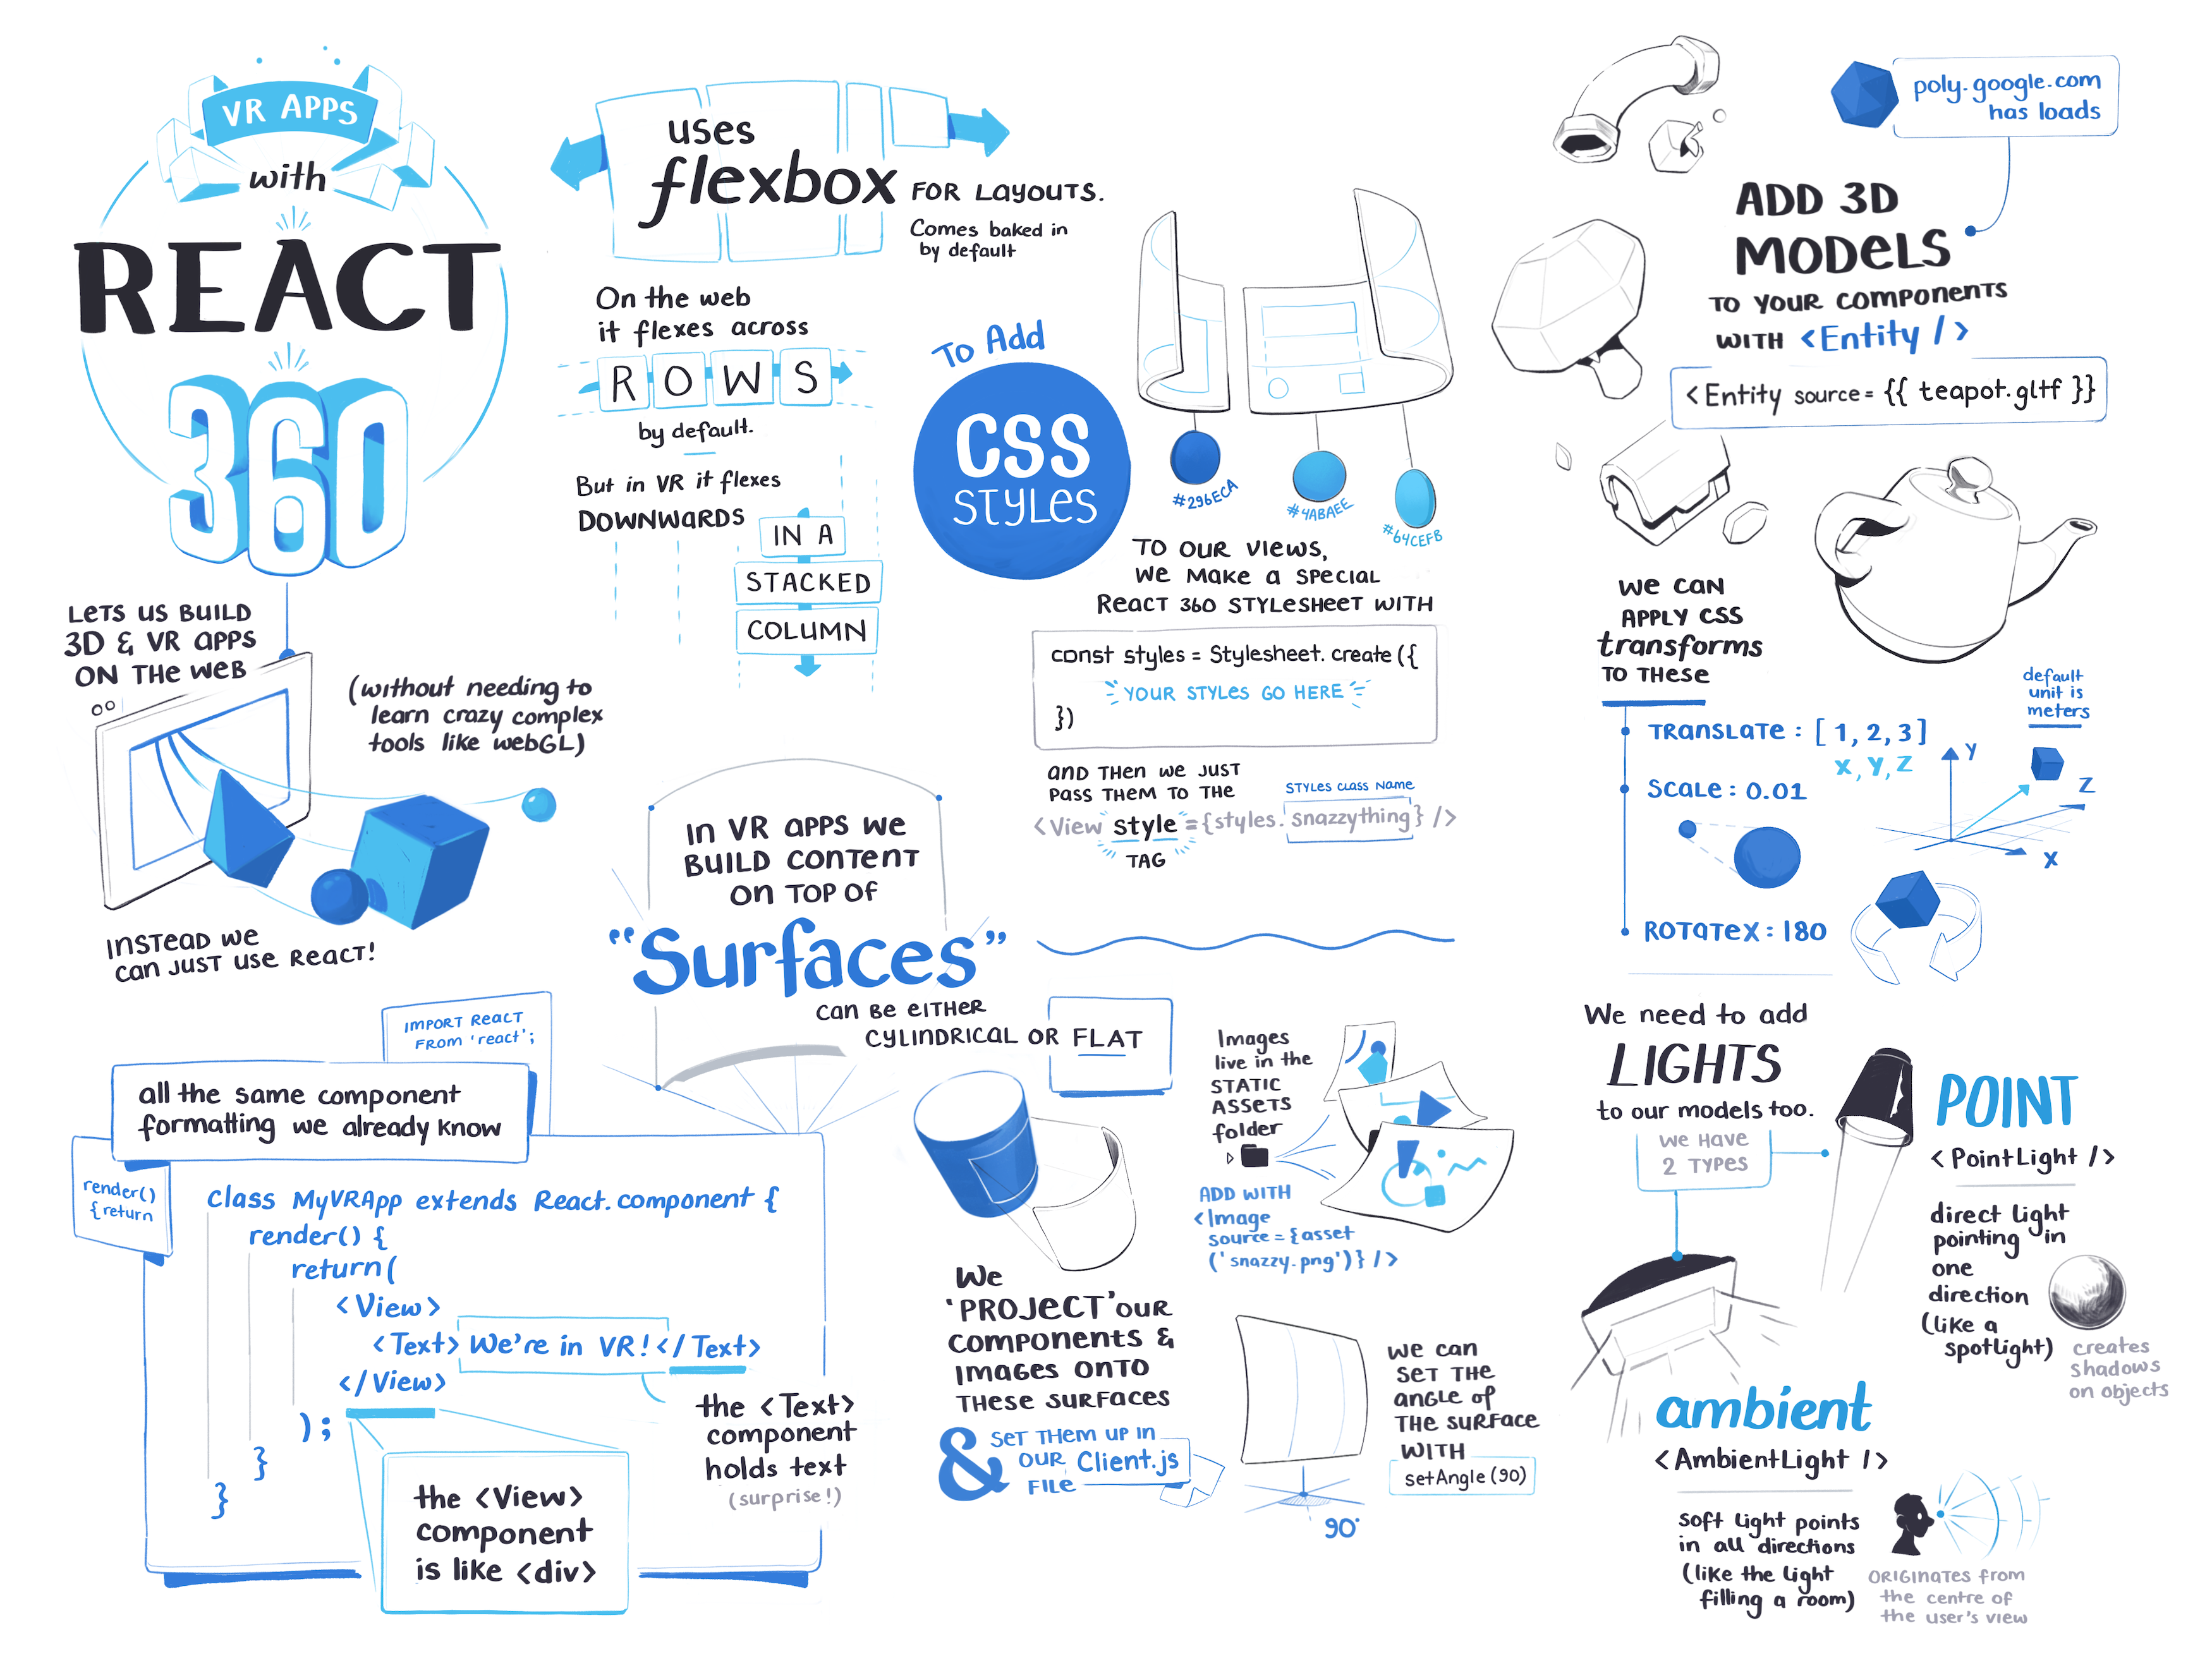 VR APPS
with
REACT
360
LETS US BUILD
3D & VR APPS
ON THE WEB
(without needing to
learn crazy complex
tools like webGL)
INSTEAD WE
CAN JUST USE REACT!
IMPORT REACT
FROM 'react';
all the same component
formatting we already know
render()
{ return
class MyVRApp extends React.component {
render() {
return(
<View>
<Text> We're in VR! </Text>
</View>
);
}
}
the <Text>
component
holds text
(surprise!)
the <View>
component
is like <div>
uses
flexbox FOR LAYOUTS.
Comes baked in
by default
On the web
it flexes across
ROWS
by default.
But in VR it flexes
DOWNWARDS
IN A
STACKED
COLUMN
To Add
CSS
STYLES
#296ECA
#4ABAEE
#64CEFB
TO OUR VIEWS,
WE MAKE A SPECIAL
REACT 360 STYLESHEET WITH
const styles = Stylesheet.create({
YOUR STYLES GO HERE
})
AND THEN WE JUST
PASS THEM TO THE
STYLES CLASS NAME
<View style={styles.snazzything} />
TAG
IN VR APPS WE
BUILD CONTENT
ON TOP OF
"Surfaces"
CAN BE EITHER
CYLINDRICAL OR FLAT
We
'PROJECT' OUR
COMPONENTS &
IMAGES ONTO
THESE SURFACES
& SET THEM UP IN
OUR Client.js
FILE
Images
live in the
STATIC
ASSETS
folder
ADD WITH
<Image
source={asset
('snazzy.png')} />
WE CAN
SET THE
ANGLE OF
THE SURFACE
WITH
setAngle(90)
90°
poly.google.com
has loads
ADD 3D
MODELS
TO YOUR COMPONENTS
WITH <Entity />
<Entity source= {{ teapot.gltf }}
WE CAN
APPLY CSS
transforms
TO THESE
TRANSLATE : [1, 2, 3]
X, Y, Z
default
unit is
meters
Y
Z
X
SCALE : 0.01
ROTATEX : 180
We need to add
LIGHTS
to our models too.
WE HAVE
2 TYPES
POINT
<PointLight />
direct light
pointing in
one
direction
(like a
spotlight)
creates
shadows
on objects
ambient
<AmbientLight />
soft light points
in all directions
(like the light
filling a room)
ORIGINATES from
the centre of
the user's view